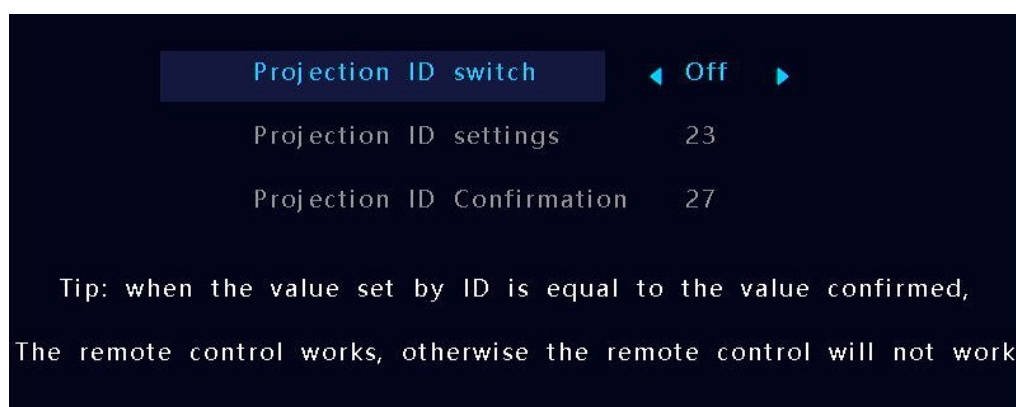 Projection ID switch Off
Projection ID settings 23
Projection ID Confirmation 27
Tip: when the value set by ID is equal to the value confirmed,
The remote control works, otherwise the remote control will not work